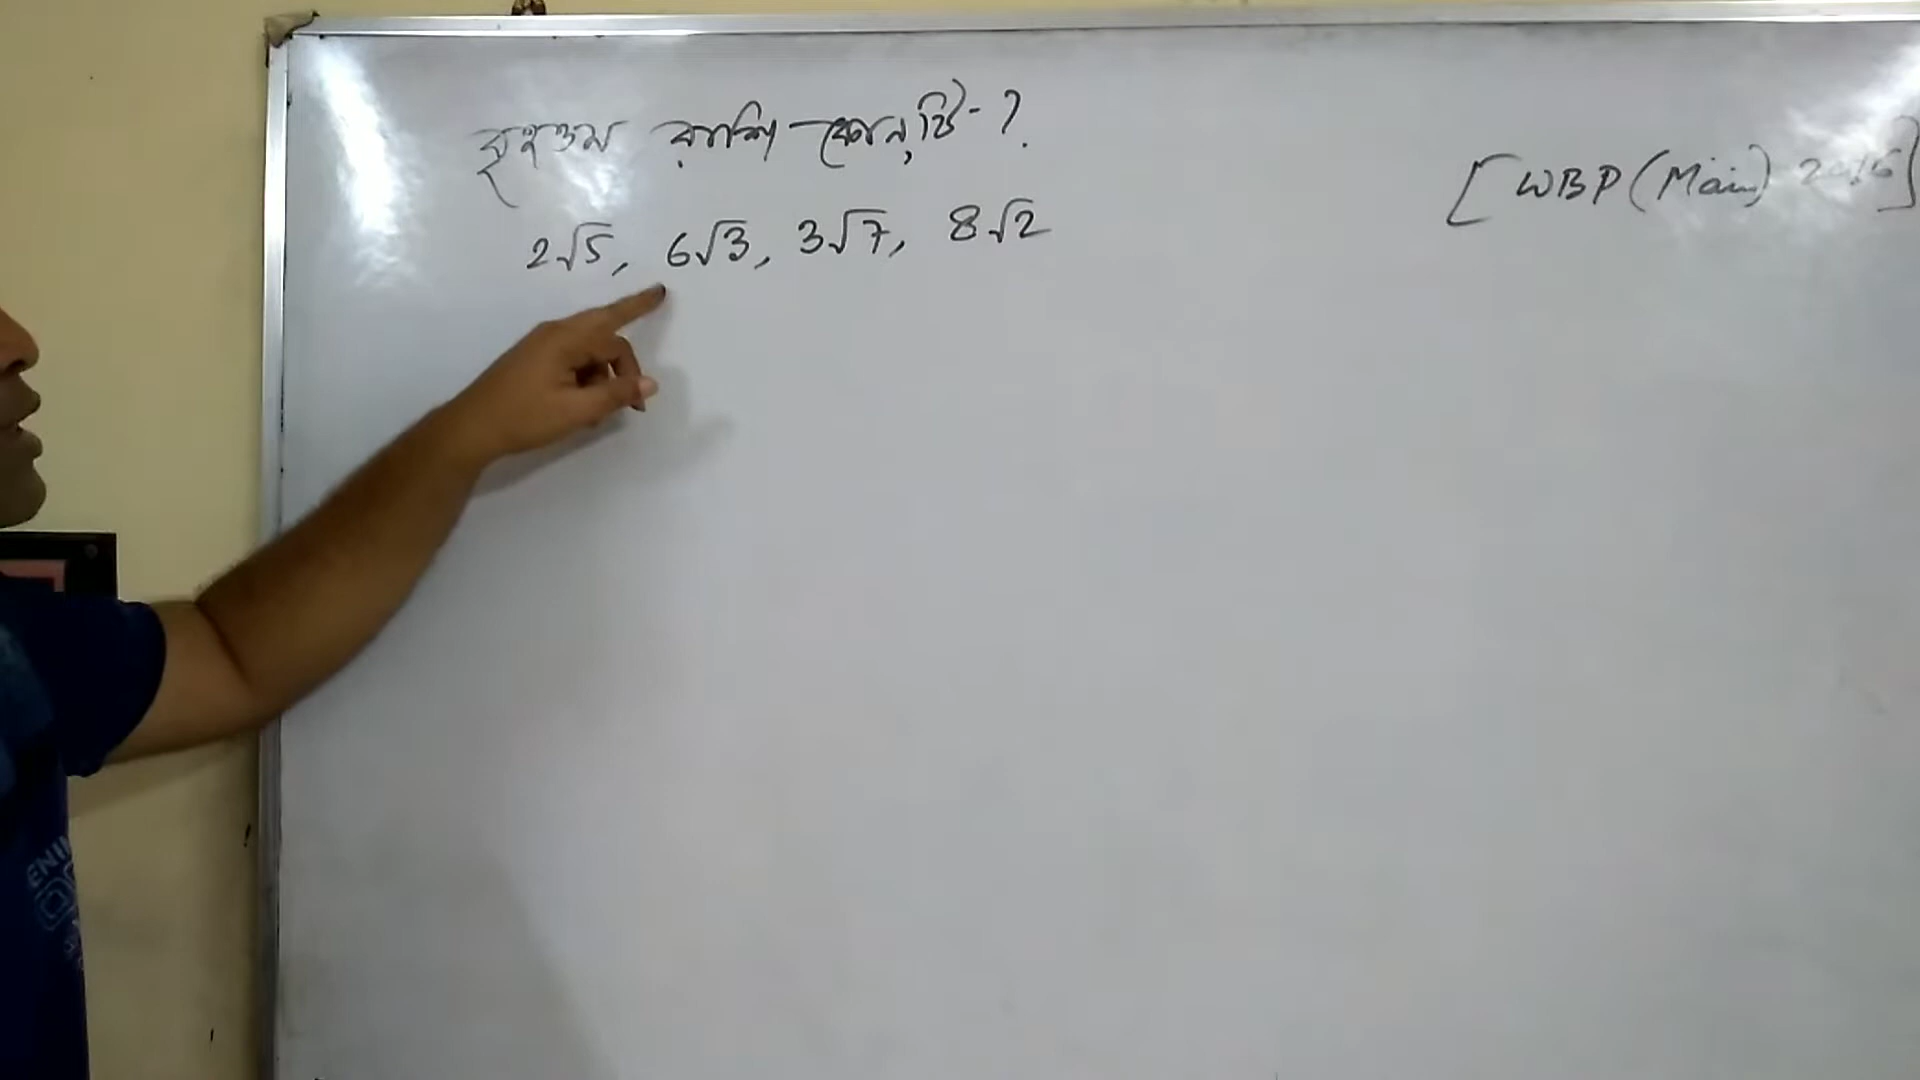 বৃহত্তম রাশি কোনটি-?
[WBP (Main) 2016]
2√5, 6√3, 3√7, 8√2